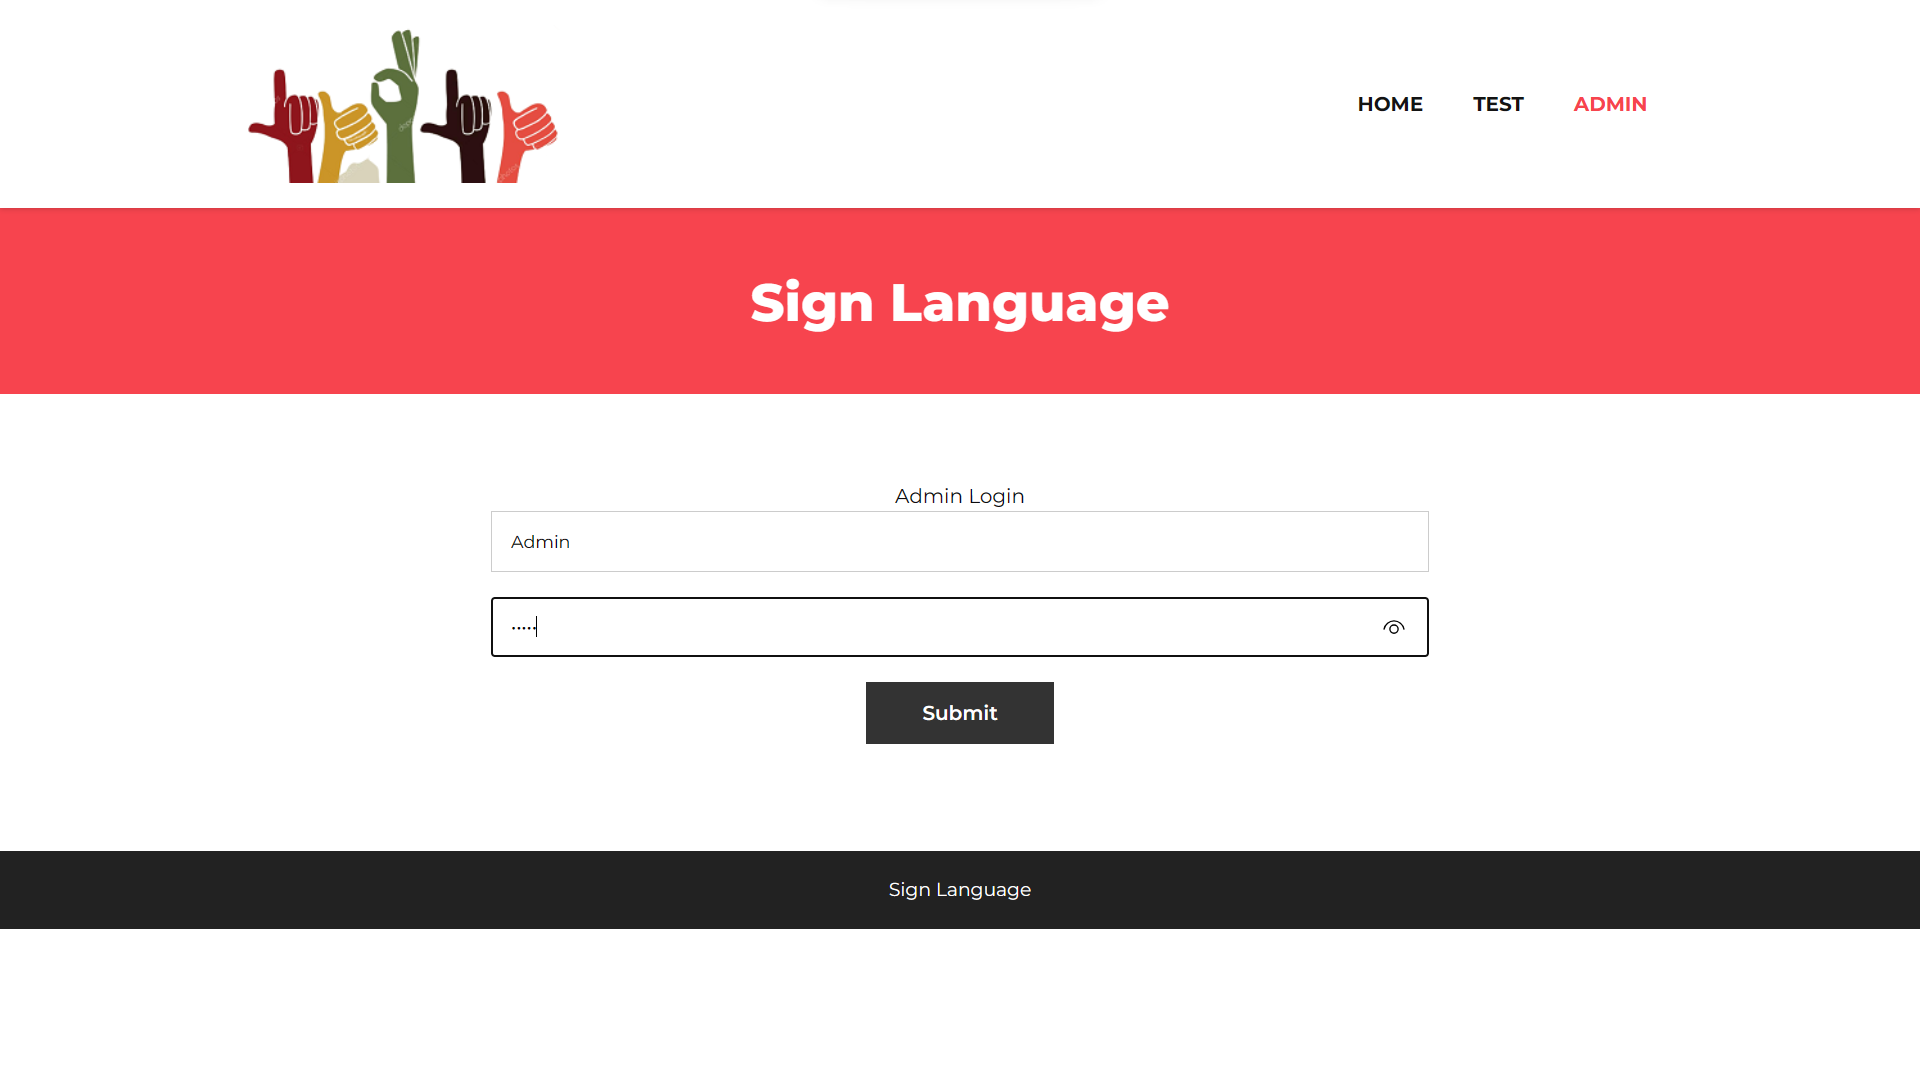 HOME TEST ADMIN
Sign Language
Admin Login
Admin
•••••
Submit
Sign Language